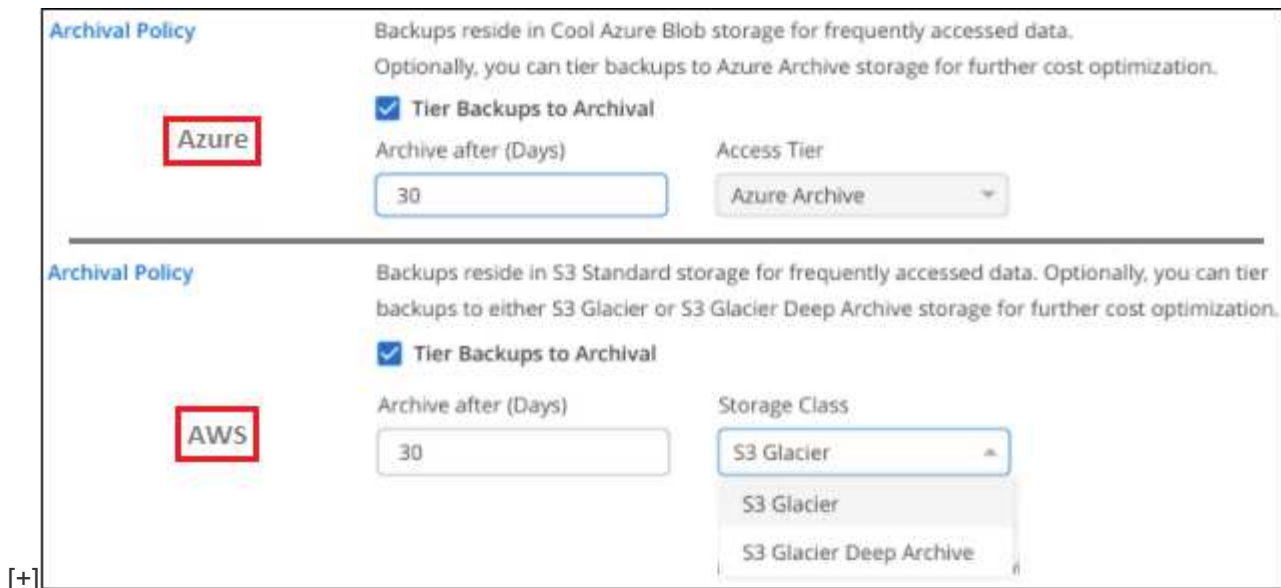 Archival Policy
Backups reside in Cool Azure Blob storage for frequently accessed data.
Optionally, you can tier backups to Azure Archive storage for further cost optimization.
Tier Backups to Archival
Azure
Archive after (Days)
Access Tier
30
Azure Archive
Archival Policy
Backups reside in S3 Standard storage for frequently accessed data. Optionally, you can tier
backups to either S3 Glacier or S3 Glacier Deep Archive storage for further cost optimization.
Tier Backups to Archival
Archive after (Days)
Storage Class
AWS
30
S3 Glacier
S3 Glacier
S3 Glacier Deep Archive
[+]